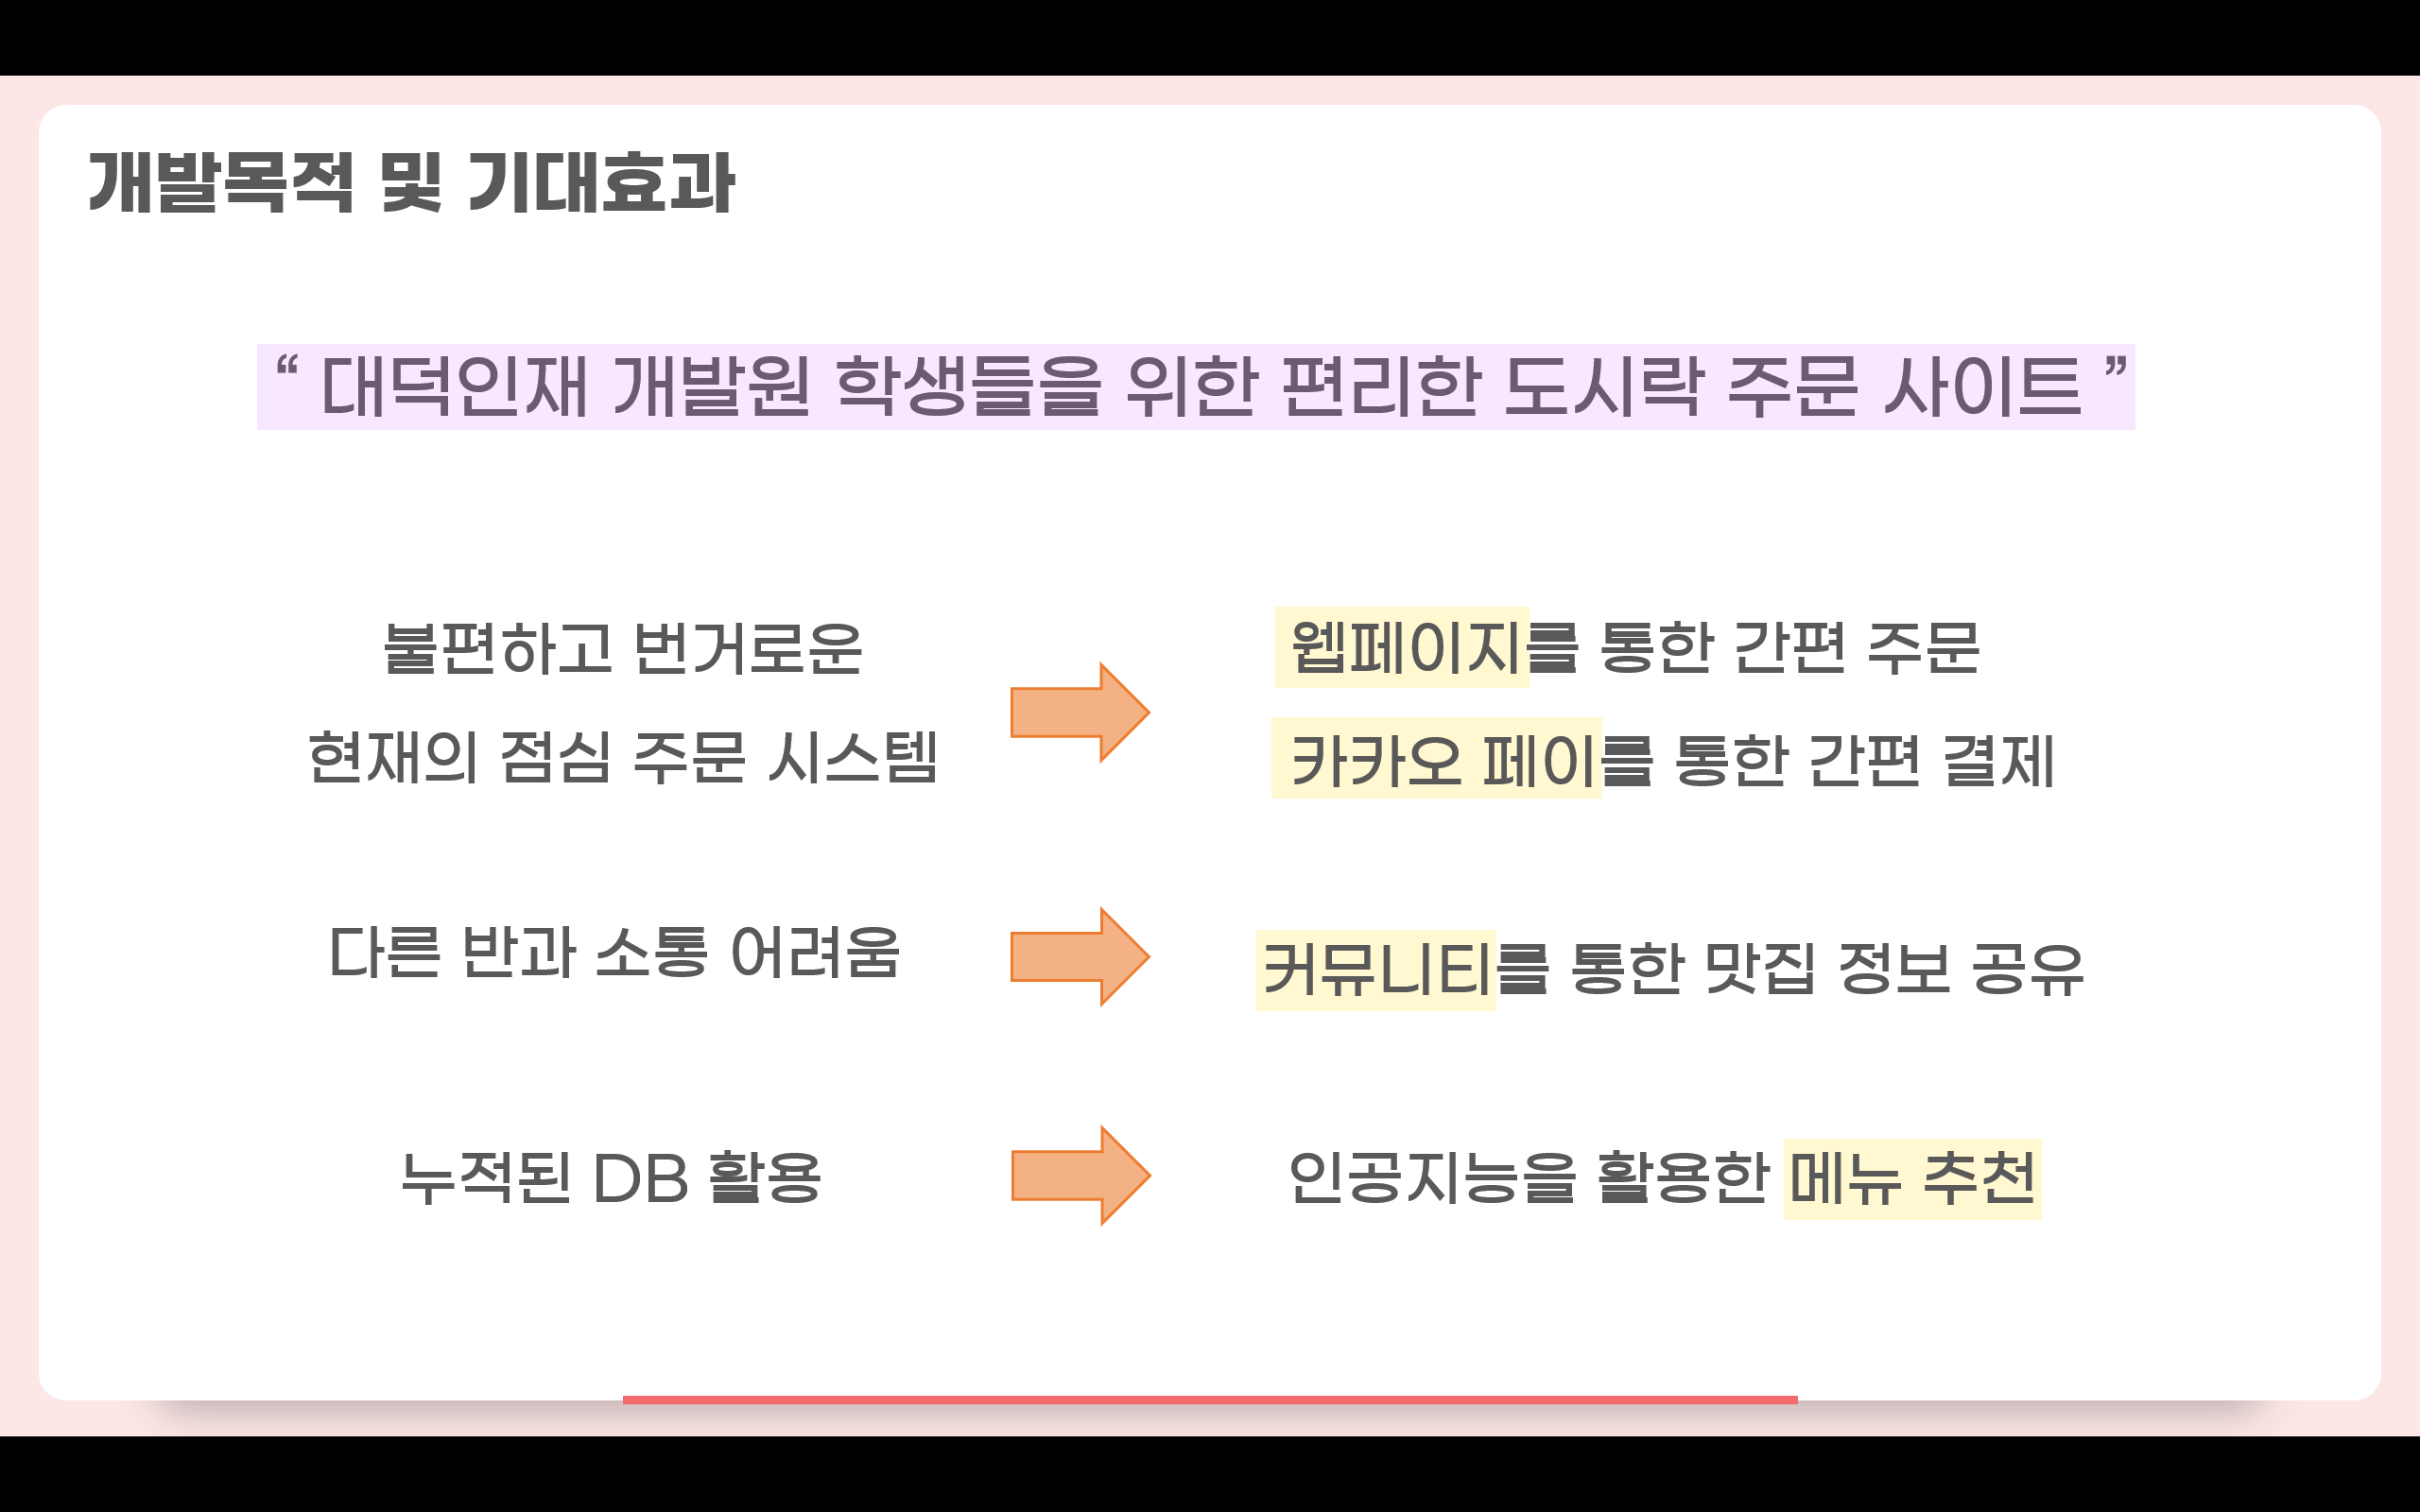 개발목적 및 기대효과
“ 대덕인재 개발원 학생들을 위한 편리한 도시락 주문 사이트 ”
불편하고 번거로운
현재의 점심 주문 시스템
웹페이지를 통한 간편 주문
카카오 페이를 통한 간편 결제
다른 반과 소통 어려움
커뮤니티를 통한 맛집 정보 공유
누적된 DB 활용
인공지능을 활용한 메뉴 추천